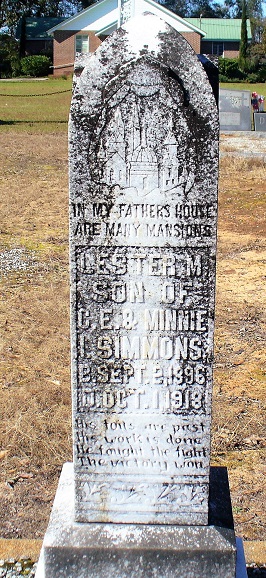 IN MY FATHERS HOUSE
ARE MANY MANSIONS
LESTER M.
SON OF
C. E. & MINNIE
I. SIMMONS
B. SEPT. 2, 1896
D. OCT. 1 1918
His toils are past
His work is done
He fought the fight
The victory won